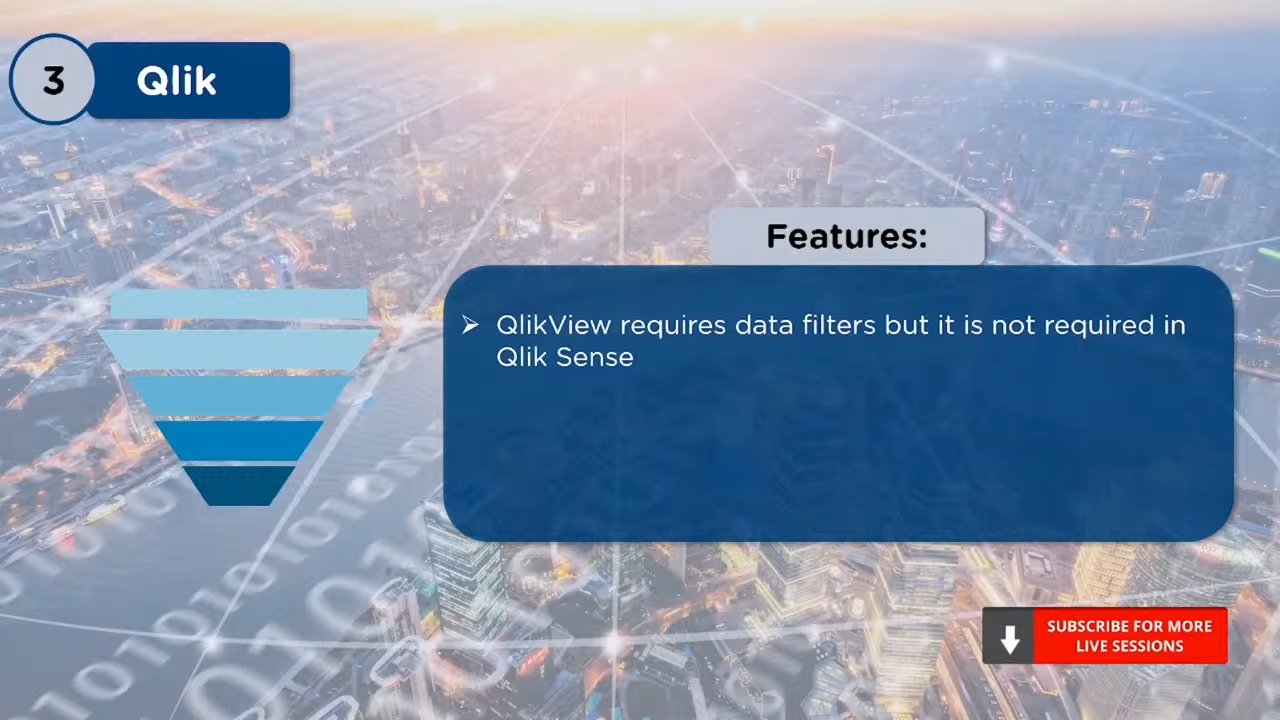 3
Qlik
Features:
➤ QlikView requires data filters but it is not required in
Qlik Sense
SUBSCRIBE FOR MORE
LIVE SESSIONS